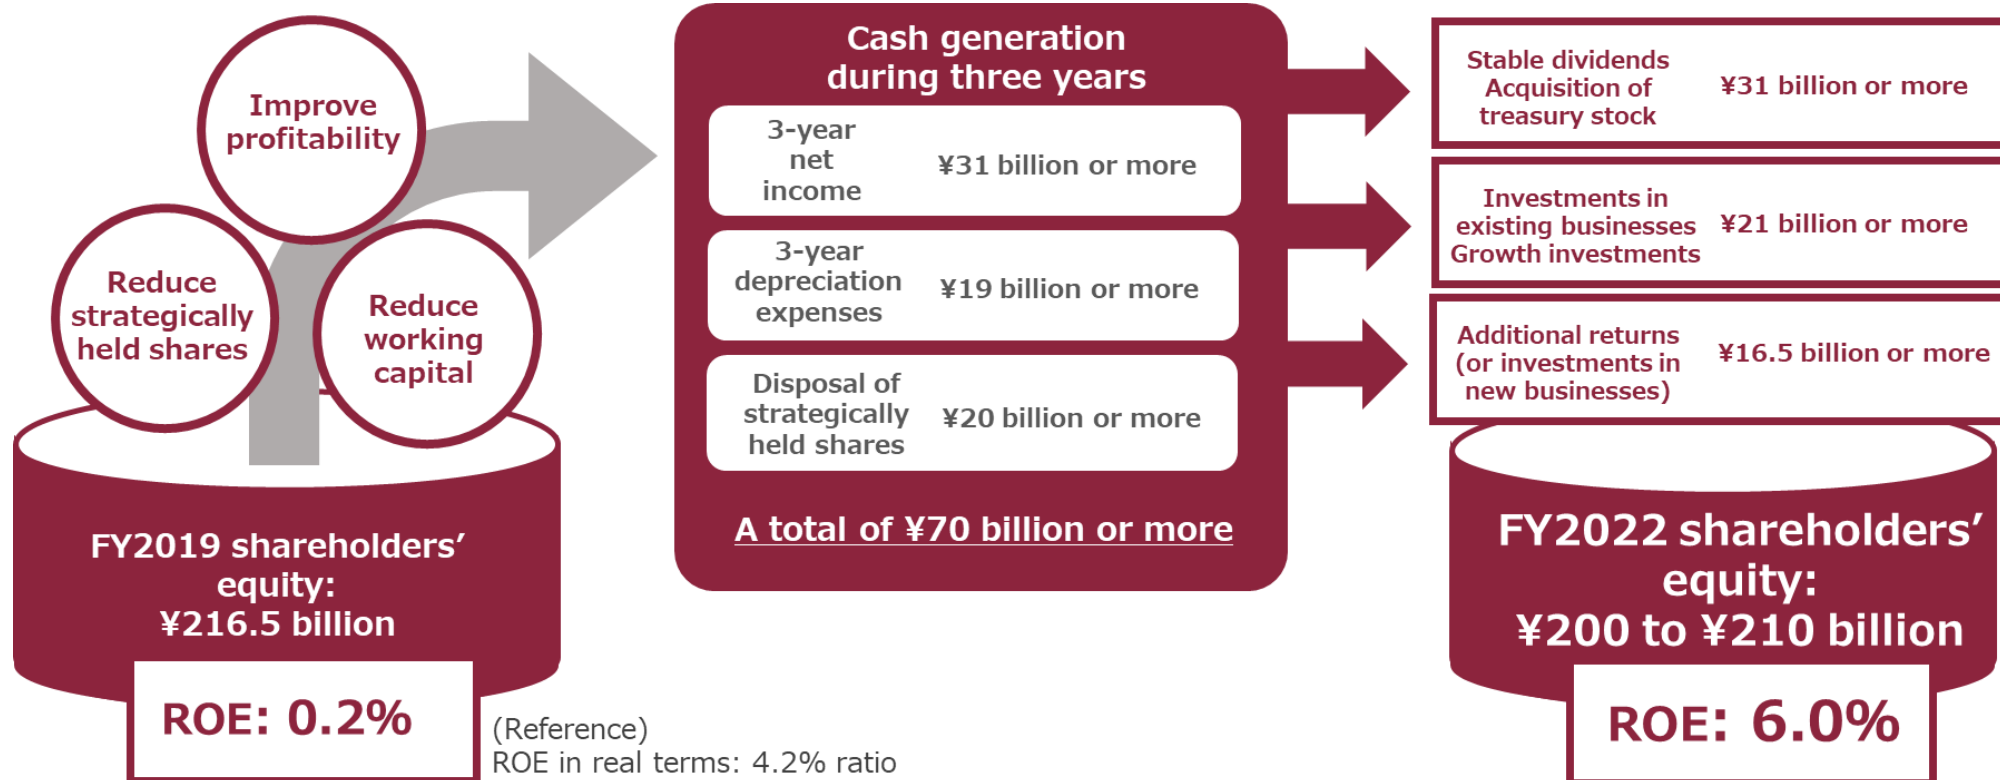 Improve
profitability
Reduce
strategically
held shares
Reduce
working
capital
FY2019 shareholders’
equity:
¥216.5 billion
ROE: 0.2%
(Reference)
ROE in real terms: 4.2% ratio
Cash generation
during three years
3-year
net
income
¥31 billion or more
3-year
depreciation
expenses
¥19 billion or more
Disposal of
strategically
held shares
¥20 billion or more
A total of ¥70 billion or more
Stable dividends
Acquisition of
treasury stock
¥31 billion or more
Investments in
existing businesses
Growth investments
¥21 billion or more
Additional returns
(or investments in
new businesses)
¥16.5 billion or more
FY2022 shareholders’
equity:
¥200 to ¥210 billion
ROE: 6.0%